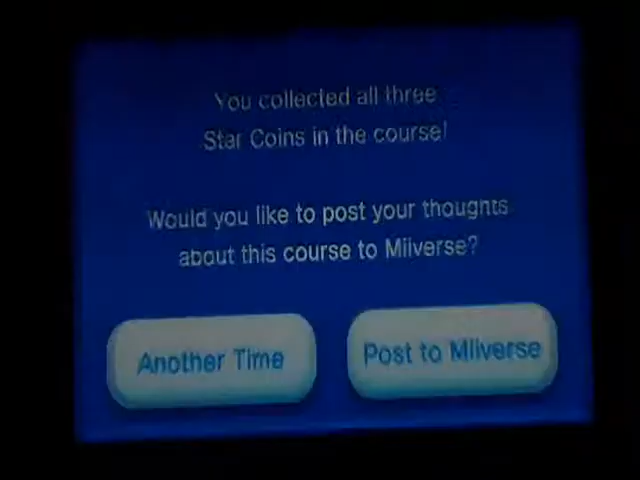 You collected all three
Star Coins in the course!
Would you like to post your thoughts
about this course to Miiverse?
Another Time
Post to Miiverse